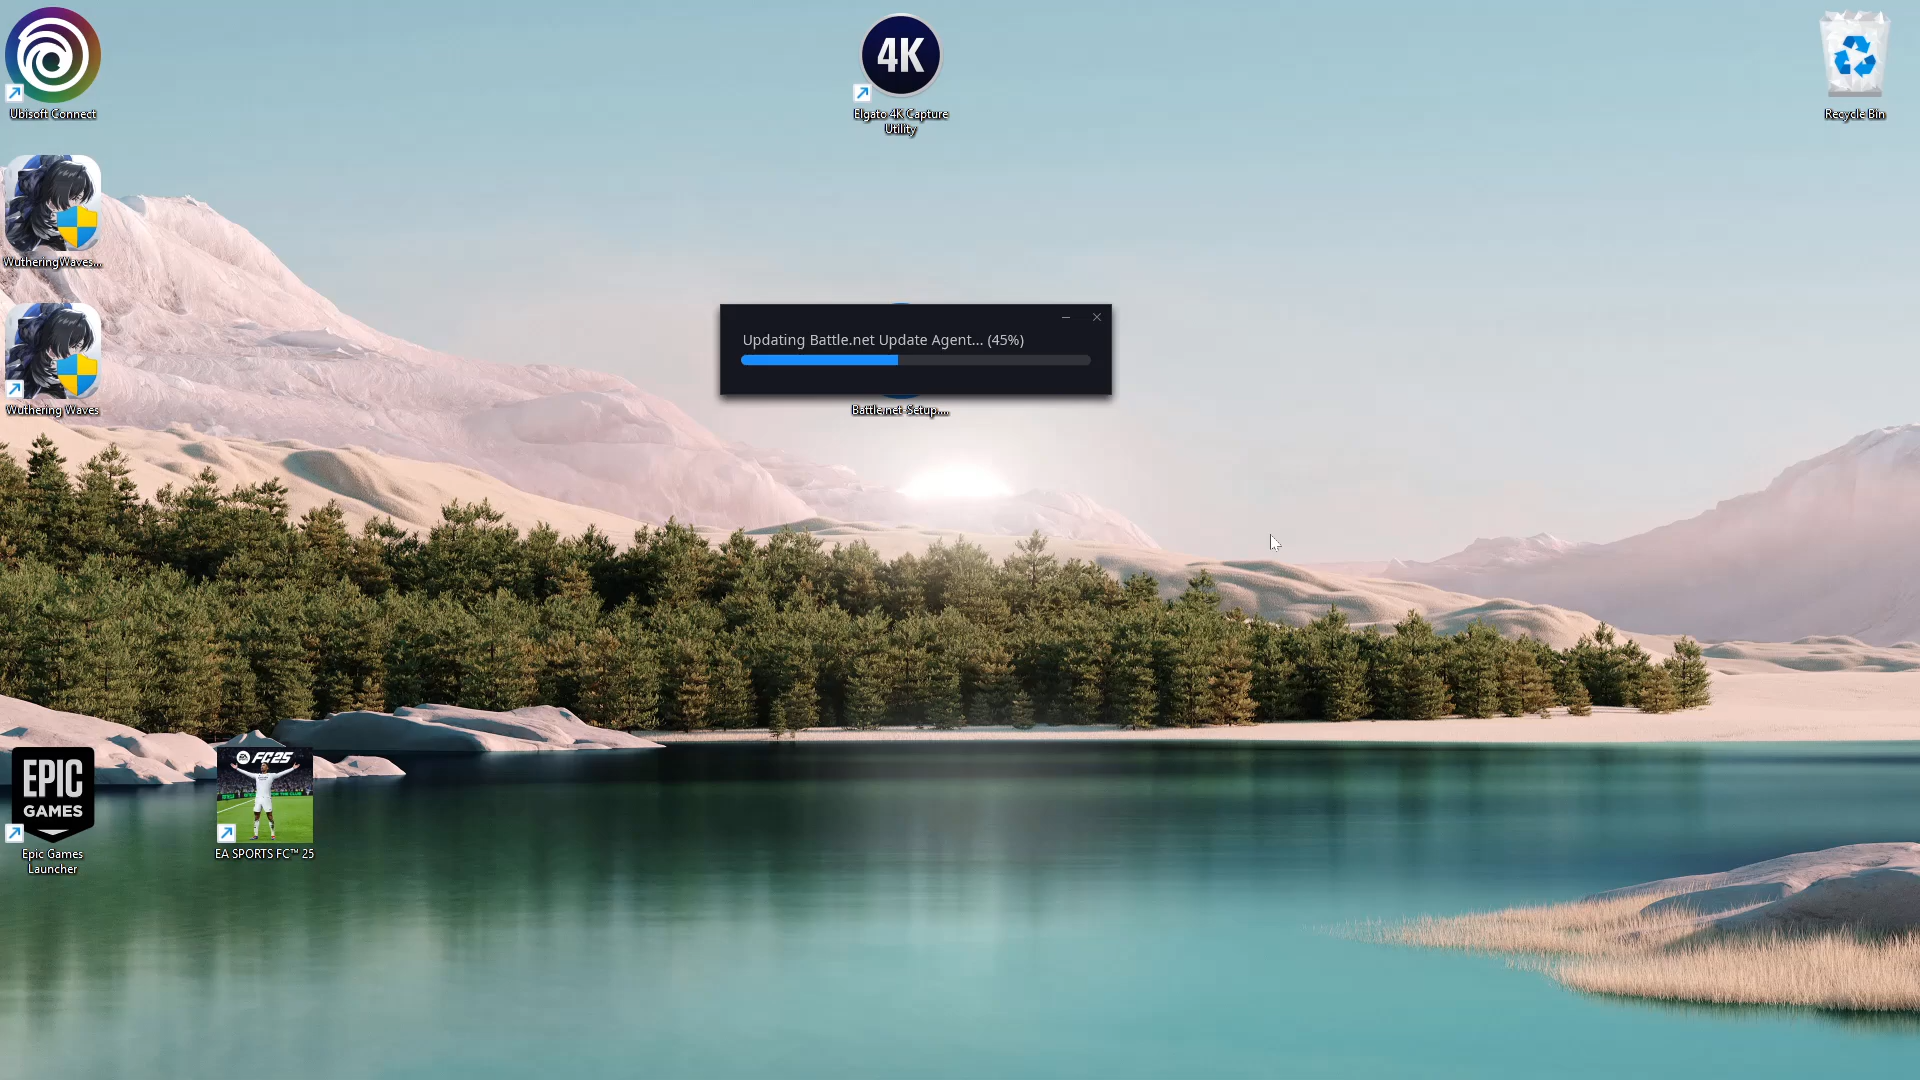 Ubisoft Connect
4K
Elgato 4K Capture
Utility
Recycle Bin
WutheringWaves...
Updating Battle.net Update Agent... (45%)
Wuthering Waves
Battle.net-Setup....
EPIC
GAMES
Epic Games
Launcher
FC25
EA SPORTS FC™ 25